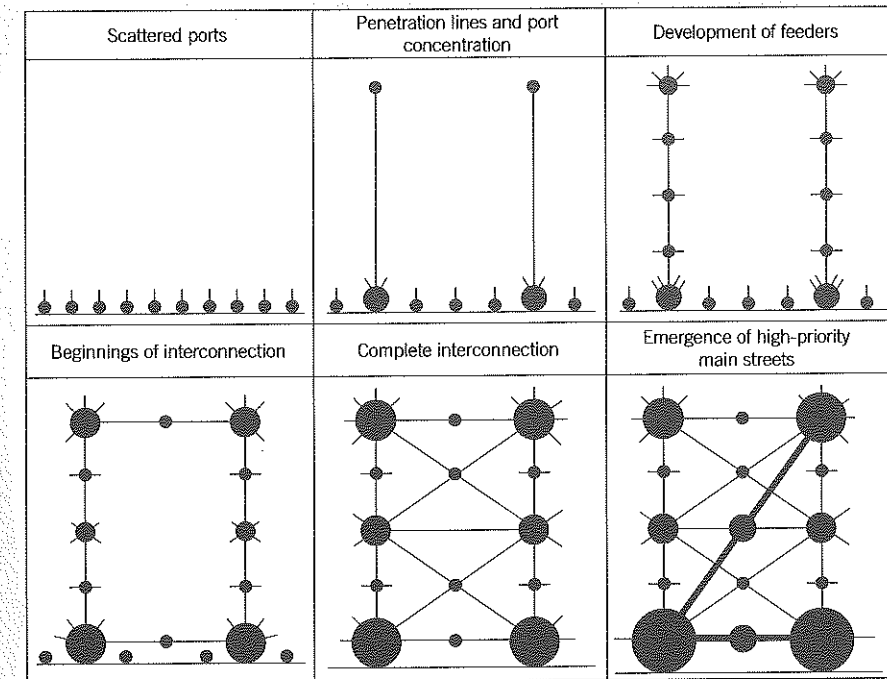 Scattered ports
Penetration lines and port
concentration
Development of feeders
Beginnings of interconnection
Complete interconnection
Emergence of high-priority
main streets